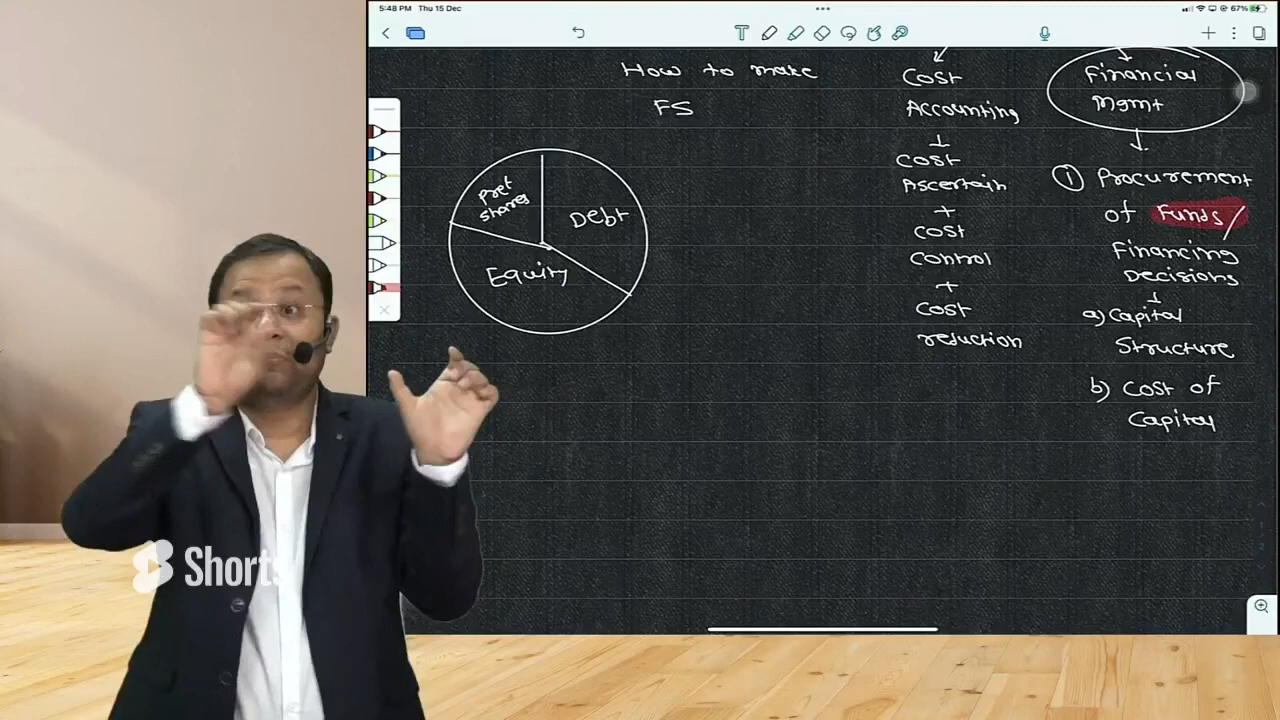 5:48 PM Thu 15 Dec
67%
How to make
FS
Pref
shares
Debt
Equity
Cost
Accounting
Cost
Ascertain
+
Cost
Control
+
Cost
reduction
Financial
Mgmt
① Procurement
of Funds/
Financing
Decisions
a) Capital
Structure
b) Cost of
Capital
Shorts